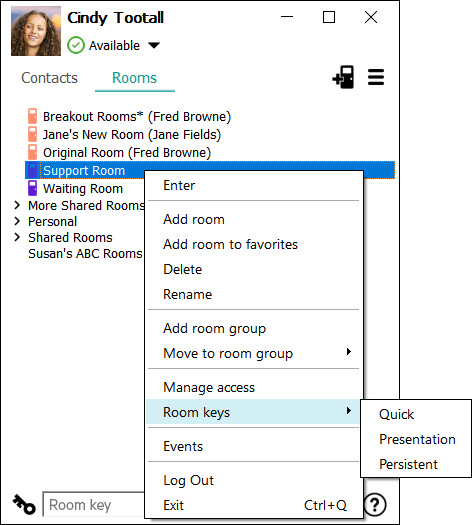 Cindy Tootall
Available
Contacts Rooms
Breakout Rooms* (Fred Browne)
Jane's New Room (Jane Fields)
Original Room (Fred Browne)
Support Room
Waiting Room
More Shared Rooms
Personal
Shared Rooms
Susan's ABC Rooms
Enter
Add room
Add room to favorites
Delete
Rename
Add room group
Move to room group
Manage access
Room keys
Quick
Presentation
Persistent
Events
Log Out
Exit Ctrl+Q
Room key
?